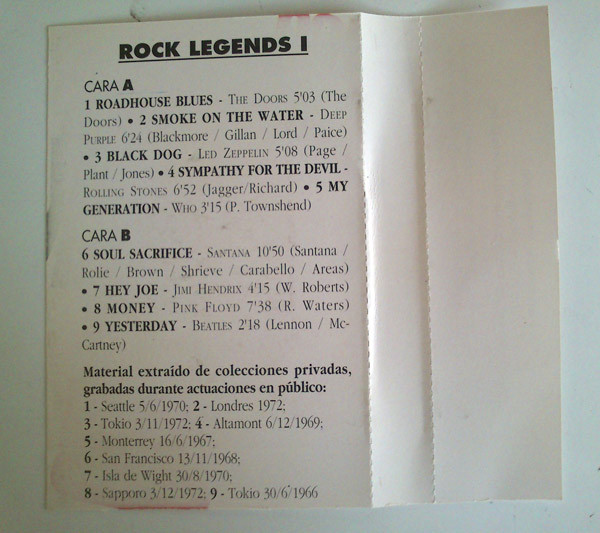 ROCK LEGENDS I
CARA A
1 ROADHOUSE BLUES - THE DOORS 5'03 (The
Doors) • 2 SMOKE ON THE WATER - DEEP
PURPLE 6'24 (Blackmore / Gillan / Lord / Paice)
• 3 BLACK DOG - LED ZEPPELIN 5'08 (Page /
Plant / Jones) • 4 SYMPATHY FOR THE DEVIL -
ROLLING STONES 6'52 (Jagger/Richard) • 5 MY
GENERATION - WHO 3'15 (P. Townshend)
CARA B
6 SOUL SACRIFICE - SANTANA 10'50 (Santana /
Rolie / Brown / Shrieve / Carabello / Areas)
• 7 HEY JOE - JIMI HENDRIX 4'15 (W. Roberts)
• 8 MONEY - PINK FLOYD 7'38 (R. Waters)
• 9 YESTERDAY - BEATLES 2'18 (Lennon / Mc-
Cartney)
Material extraído de colecciones privadas,
grabadas durante actuaciones en público:
1 - Seattle 5/6/1970; 2 - Londres 1972;
3 - Tokio 3/11/1972; 4 - Altamont 6/12/1969;
5 - Monterrey 16/6/1967;
6 - San Francisco 13/11/1968;
7 - Isla de Wight 30/8/1970;
8 - Sapporo 3/12/1972; 9 - Tokio 30/6/1966